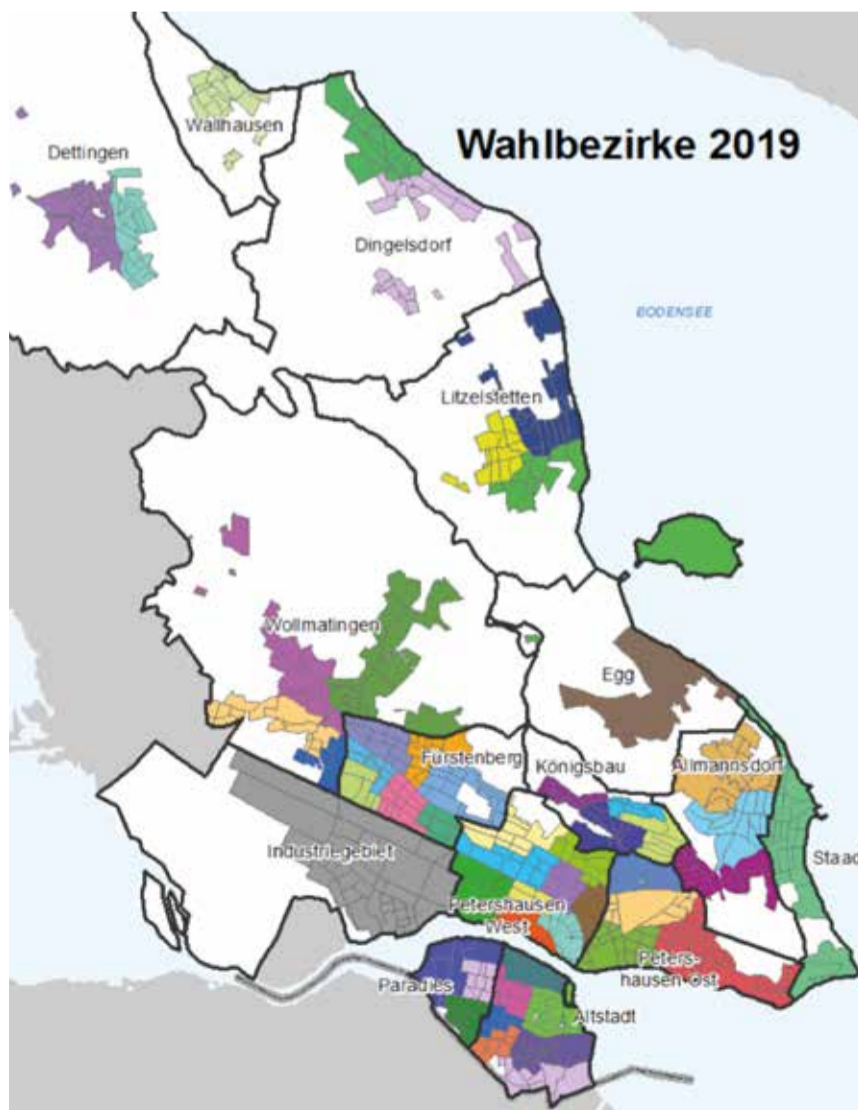 Wahlbezirke 2019
Wallhausen
Dettingen
Dingelsdorf
BODENSEE
Litzelstetten
Wollmatingen
Egg
Fürstenberg
Königsbau
Allmannsdorf
Industriegebiet
Staad
Petershausen
West
Peters-
hausen Ost
Paradies
Altstadt